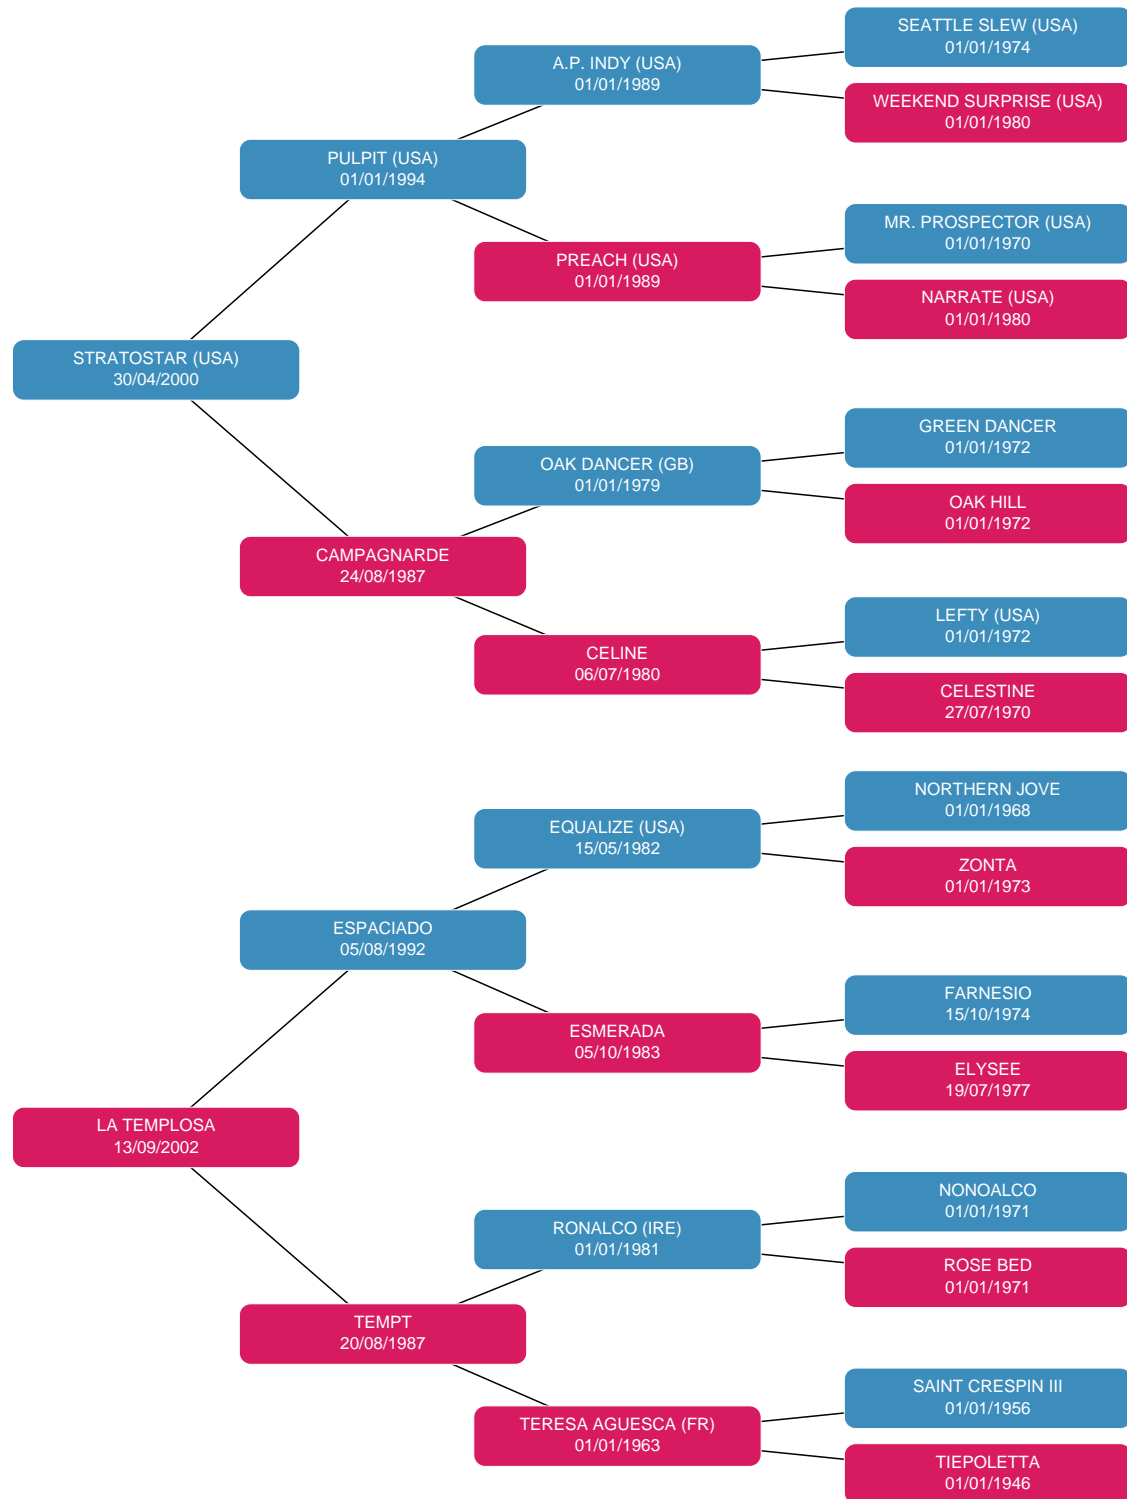 SEATTLE SLEW (USA)
01/01/1974
A.P. INDY (USA)
01/01/1989
WEEKEND SURPRISE (USA)
01/01/1980
PULPIT (USA)
01/01/1994
MR. PROSPECTOR (USA)
01/01/1970
PREACH (USA)
01/01/1989
NARRATE (USA)
01/01/1980
STRATOSTAR (USA)
30/04/2000
GREEN DANCER
01/01/1972
OAK DANCER (GB)
01/01/1979
OAK HILL
01/01/1972
CAMPAGNARDE
24/08/1987
LEFTY (USA)
01/01/1972
CELINE
06/07/1980
CELESTINE
27/07/1970
NORTHERN JOVE
01/01/1968
EQUALIZE (USA)
15/05/1982
ZONTA
01/01/1973
ESPACIADO
05/08/1992
FARNESIO
15/10/1974
ESMERADA
05/10/1983
ELYSEE
19/07/1977
LA TEMPLOSA
13/09/2002
NONOALCO
01/01/1971
RONALCO (IRE)
01/01/1981
ROSE BED
01/01/1971
TEMPT
20/08/1987
SAINT CRESPIN III
01/01/1956
TERESA AGUESCA (FR)
01/01/1963
TIEPOLETTA
01/01/1946